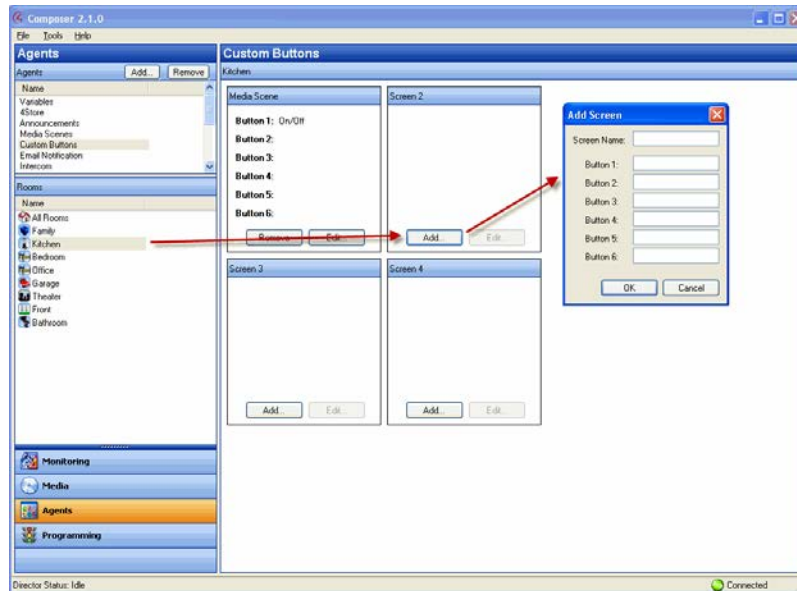 Composer 2.1.0
File Tools Help
Agents
Agents Add... Remove
Name
Variables
4Store
Announcements
Media Scenes
Custom Buttons
Email Notification
Intercom
Rooms
Name
All Rooms
Family
Kitchen
Bedroom
Office
Garage
Theater
Front
Bathroom
Monitoring
Media
Agents
Programming
Director Status: Idle
Custom Buttons
Kitchen
Media Scene
Button 1: On/Off
Button 2:
Button 3:
Button 4:
Button 5:
Button 6:
Remove Edit...
Screen 2
Add... Edit...
Screen 3
Add... Edit...
Screen 4
Add... Edit...
Add Screen
Screen Name:
Button 1:
Button 2:
Button 3:
Button 4:
Button 5:
Button 6:
OK Cancel
Connected